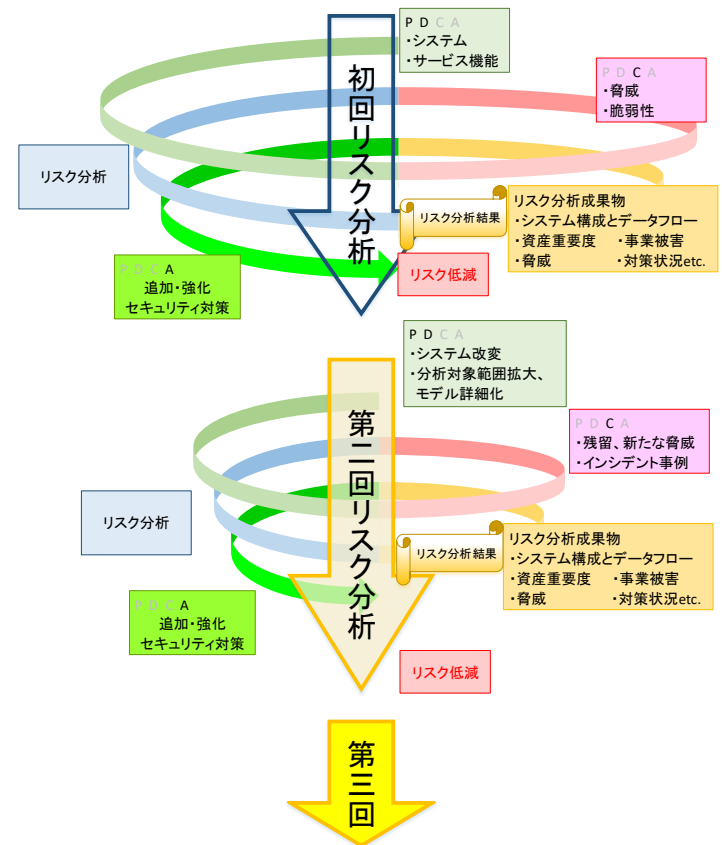 P D C A
・システム
・サービス機能
初回リスク分析
P D C A
・脅威
・脆弱性
リスク分析
リスク分析結果
リスク分析成果物
・システム構成とデータフロー
・資産重要度 ・事業被害
・脅威 ・対策状況etc.
P D C A
追加・強化
セキュリティ対策
リスク低減
P D C A
・システム改変
・分析対象範囲拡大、
モデル詳細化
第二回リスク分析
P D C A
・残留、新たな脅威
・インシデント事例
リスク分析
リスク分析結果
リスク分析成果物
・システム構成とデータフロー
・資産重要度 ・事業被害
・脅威 ・対策状況etc.
P D C A
追加・強化
セキュリティ対策
リスク低減
第三回